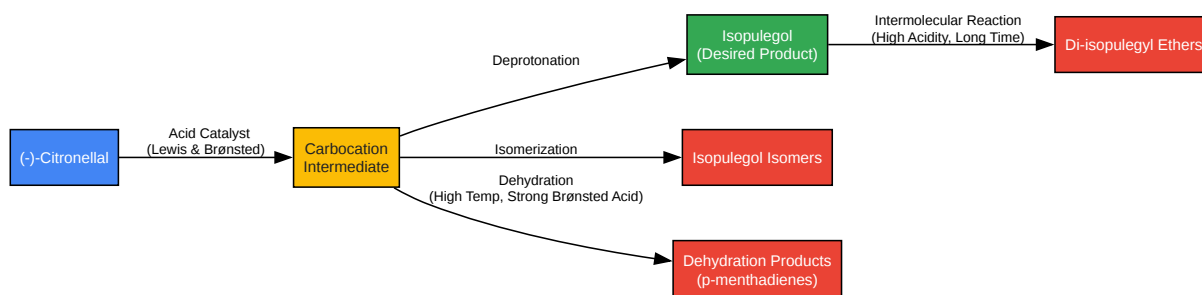 (-)-Citronellal
Acid Catalyst
(Lewis & Brønsted)
Carbocation
Intermediate
Deprotonation
Isopulegol
(Desired Product)
Intermolecular Reaction
(High Acidity, Long Time)
Di-isopulegyl Ethers
Isomerization
Isopulegol Isomers
Dehydration
(High Temp, Strong Brønsted Acid)
Dehydration Products
(p-menthadienes)